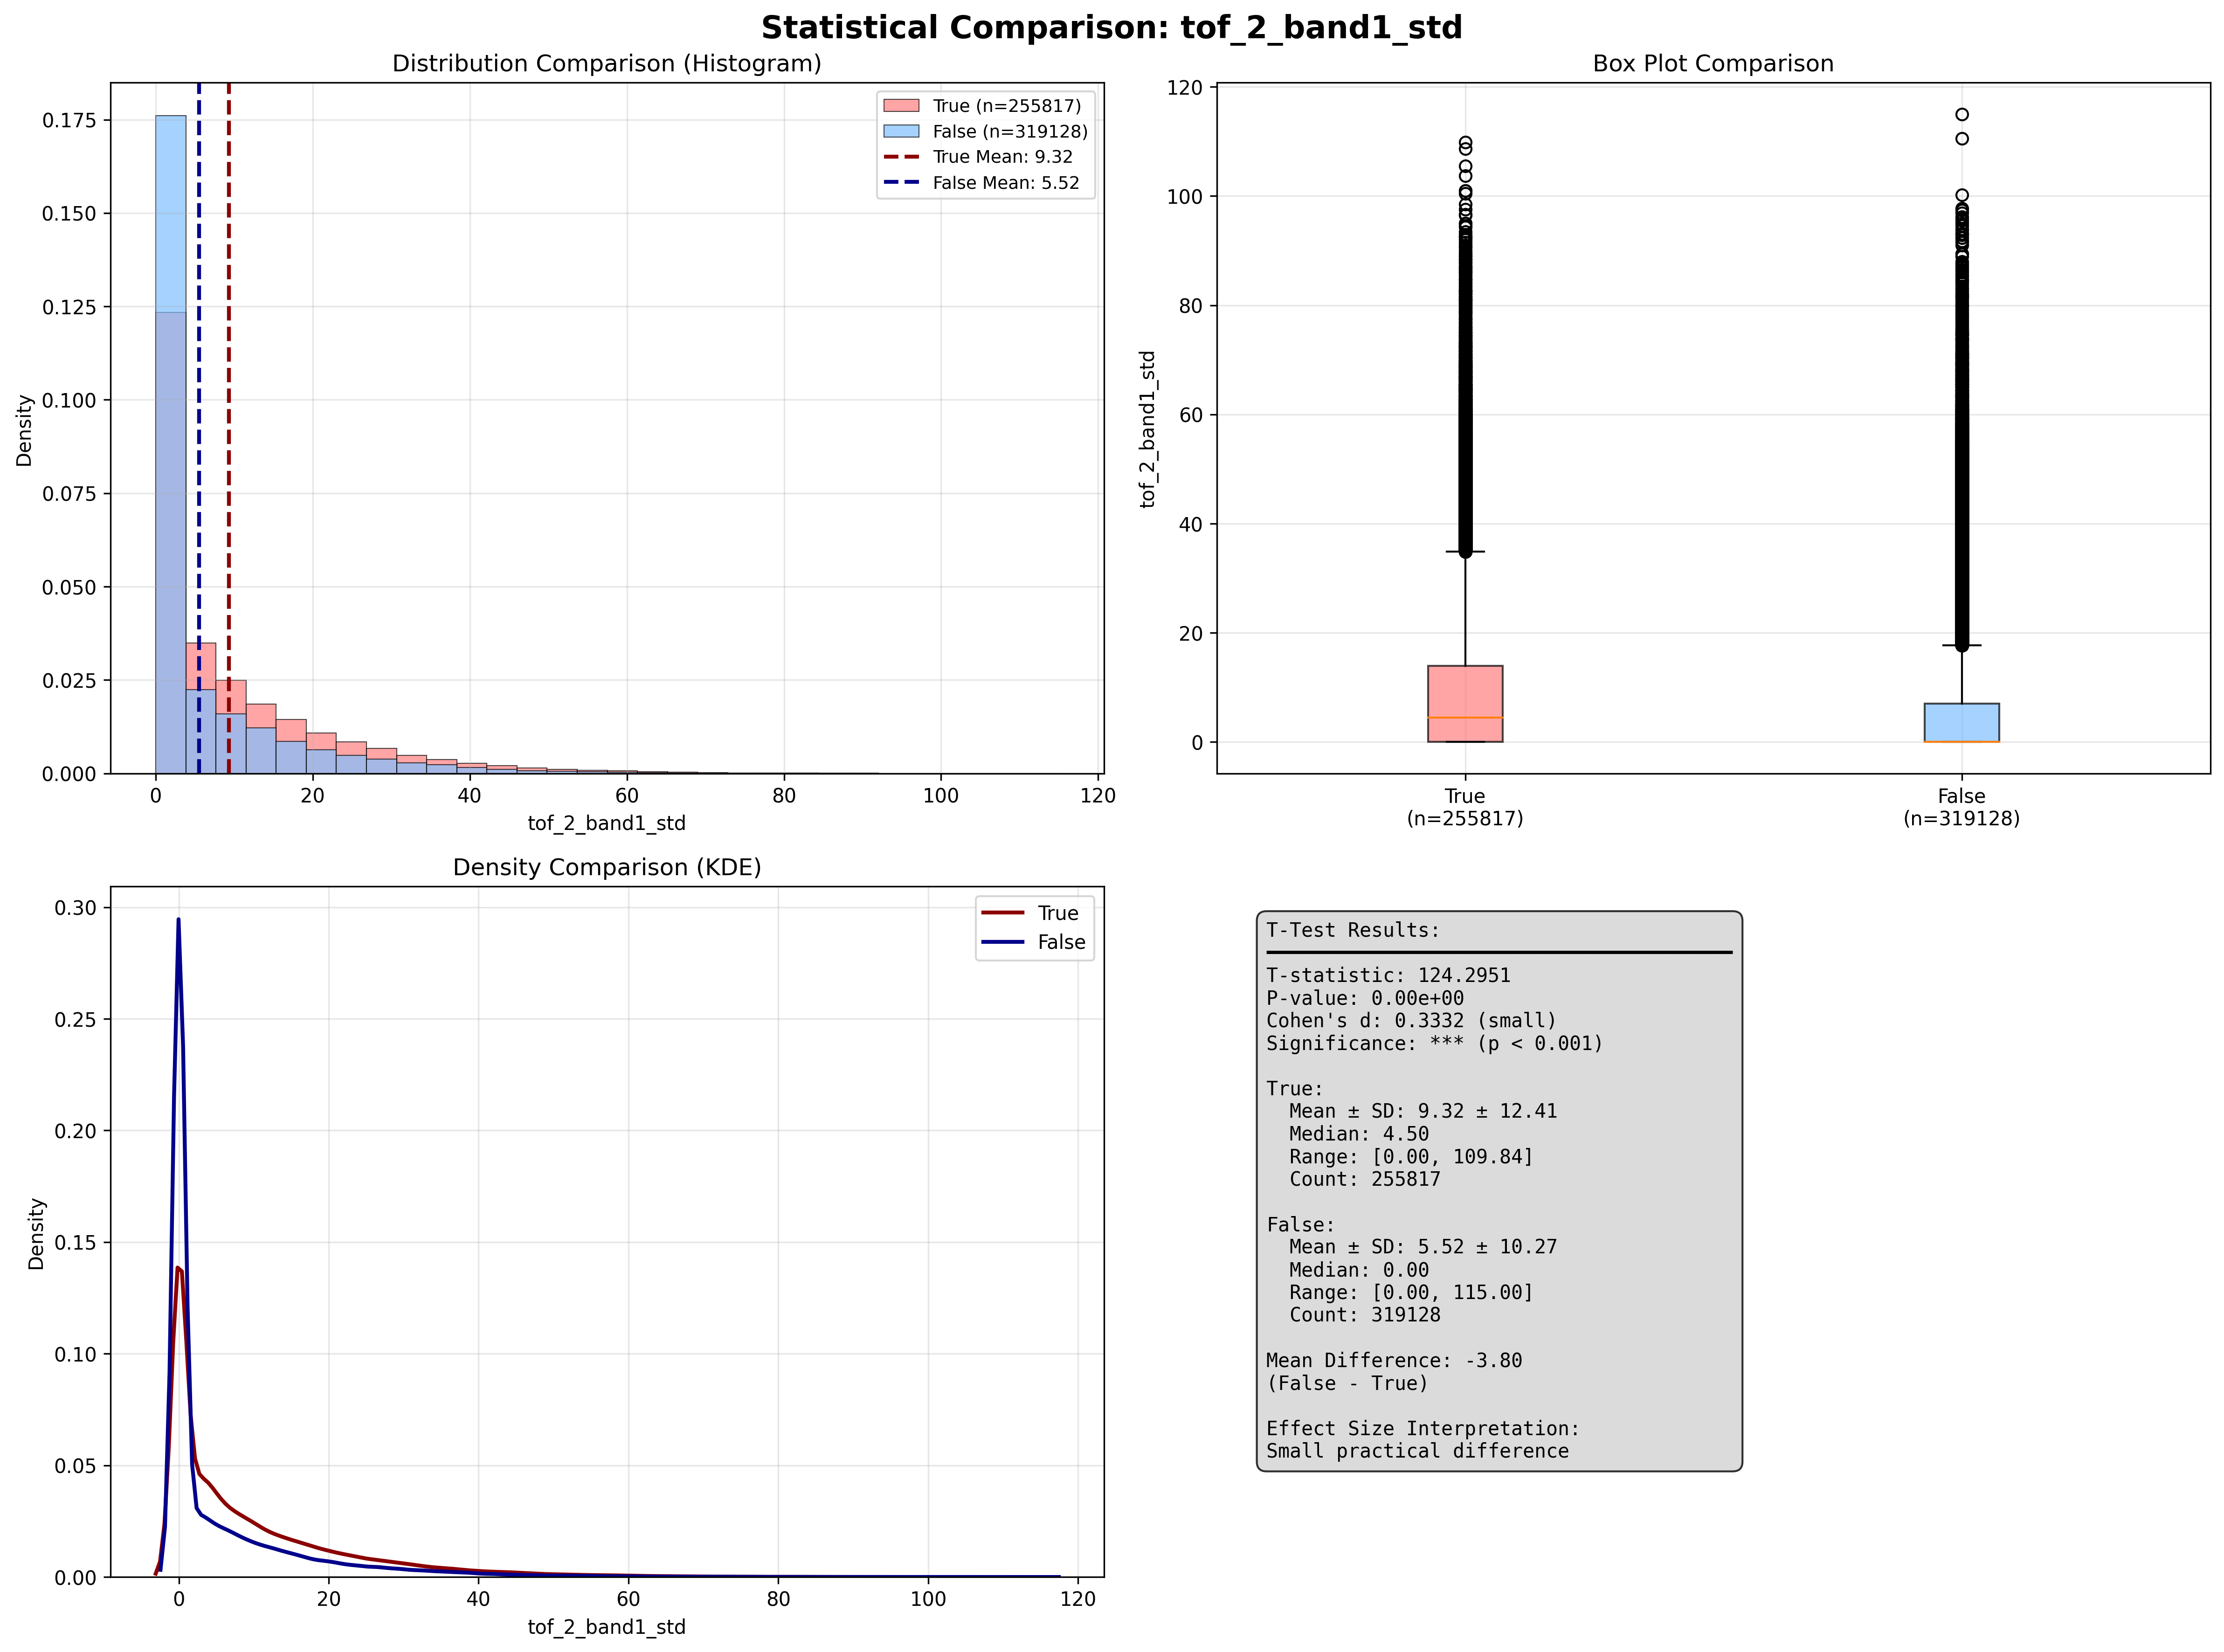 Statistical Comparison: tof_2_band1_std
Distribution Comparison (Histogram)
Density
0.175
0.150
0.125
0.100
0.075
0.050
0.025
0.000
0 20 40 60 80 100 120
tof_2_band1_std
True (n=255817)
False (n=319128)
True Mean: 9.32
False Mean: 5.52
Box Plot Comparison
tof_2_band1_std
120
100
80
60
40
20
0
True
(n=255817)
False
(n=319128)
Density Comparison (KDE)
Density
0.30
0.25
0.20
0.15
0.10
0.05
0.00
0 20 40 60 80 100 120
tof_2_band1_std
True
False
T-Test Results:
T-statistic: 124.2951
P-value: 0.00e+00
Cohen's d: 0.3332 (small)
Significance: *** (p < 0.001)
True:
Mean ± SD: 9.32 ± 12.41
Median: 4.50
Range: [0.00, 109.84]
Count: 255817
False:
Mean ± SD: 5.52 ± 10.27
Median: 0.00
Range: [0.00, 115.00]
Count: 319128
Mean Difference: -3.80
(False - True)
Effect Size Interpretation:
Small practical difference